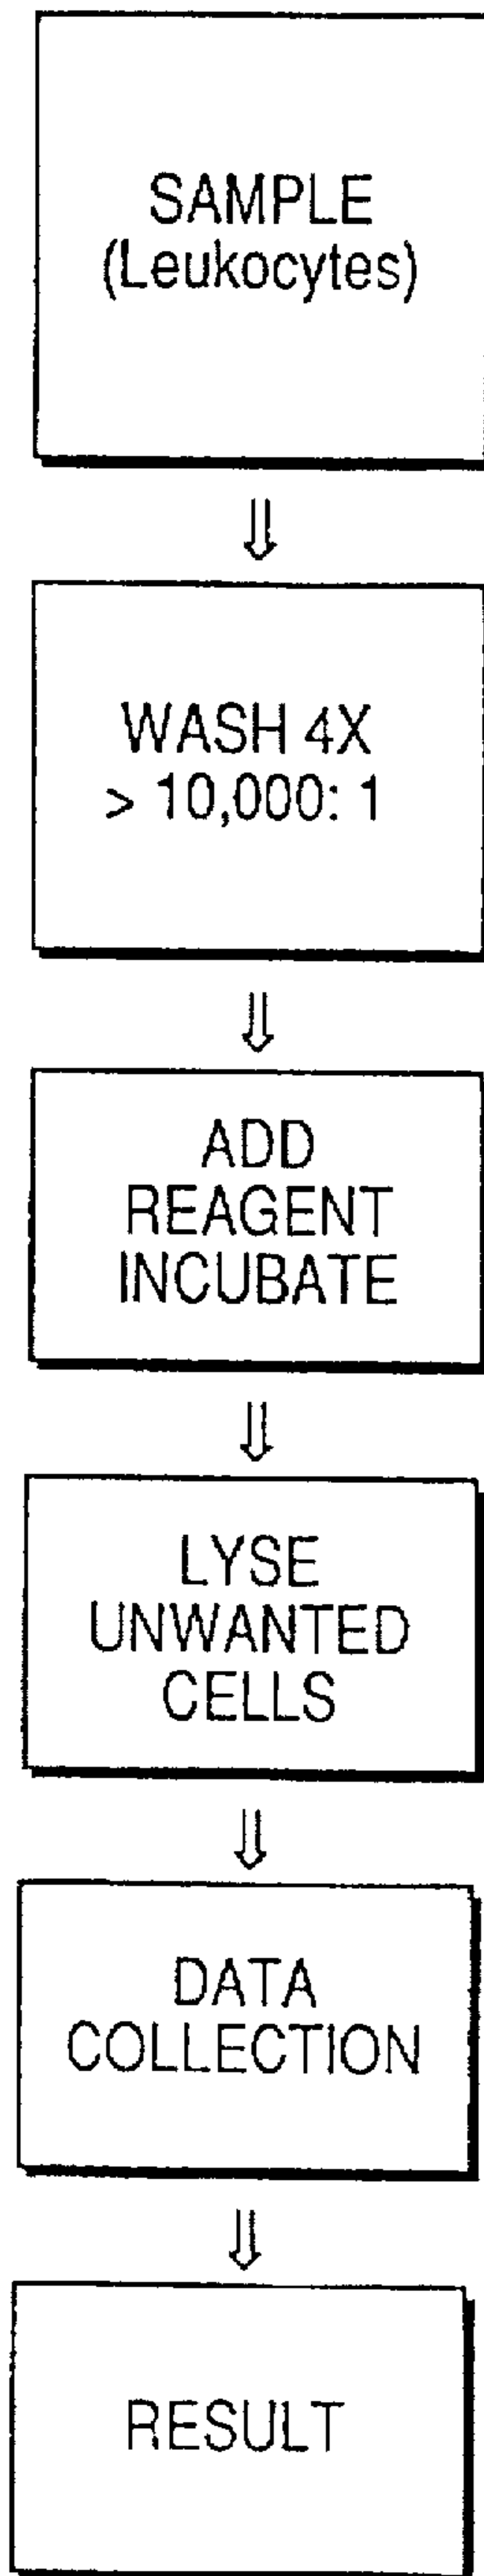 SAMPLE
(Leukocytes)
WASH 4X
> 10,000: 1
ADD
REAGENT
INCUBATE
LYSE
UNWANTED
CELLS
DATA
COLLECTION
RESULT